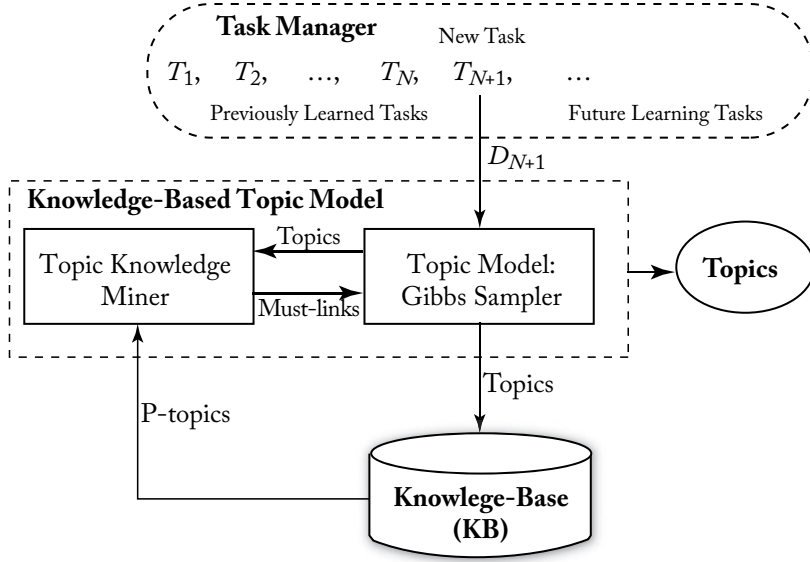 Task Manager
New Task
T1, T2, ..., TN, TN+1, ...
Previously Learned Tasks
Future Learning Tasks
DN+1
Knowledge-Based Topic Model
Topics
Topic Knowledge
Miner
Topic Model:
Gibbs Sampler
Must-links
Topics
Topics
P-topics
Knowlege-Base
(KB)